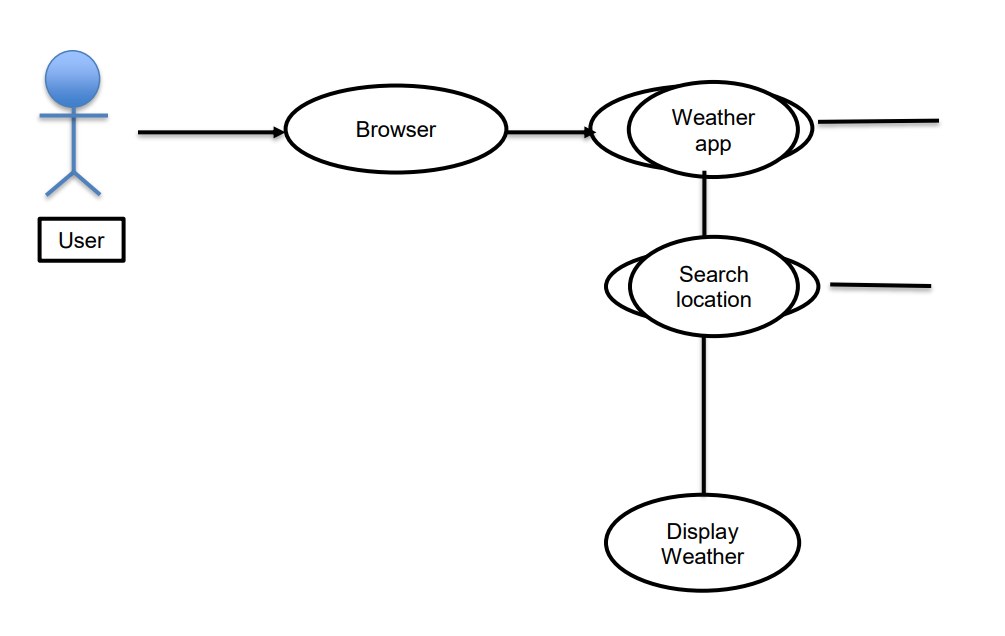 Browser
Weather
app
User
Search
location
Display
Weather